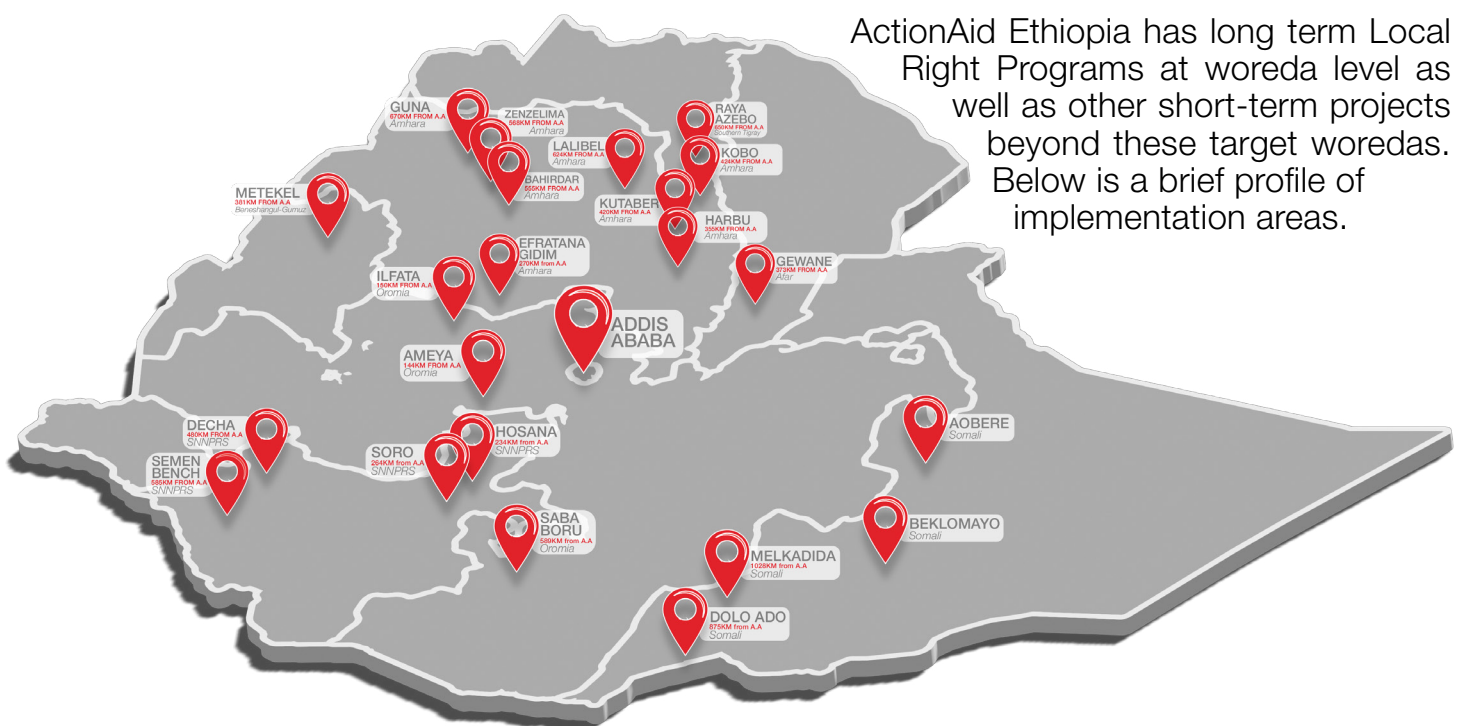 ActionAid Ethiopia has long term Local
Right Programs at woreda level as
well as other short-term projects
beyond these target woredas.
Below is a brief profile of
implementation areas.
GUNA
670KM FROM A.A
Amhara
ZENZELIMA
568KM FROM A.A
Amhara
BAHIRDAR
555KM FROM A.A
Amhara
LALIBEL
624KM FROM A.A
Amhara
RAYA
AZEBO
650KM FROM A.A
Southern Tigray
KOBO
424KM FROM A.A
Amhara
METEKEL
381KM FROM A.A
Beneshangul-Gumuz
KUTABER
420KM FROM A.A
Amhara
HARBU
355KM FROM A.A
Amhara
EFRATANA
GIDIM
270KM from A.A
Amhara
GEWANE
373KM FROM A.A
Afar
ILFATA
180KM FROM A.A
Oromia
ADDIS
ABABA
AMEYA
144KM FROM A.A
Oromia
DECHA
480KM FROM A.A
SNNPRS
HOSANA
234KM from A.A
SNNPRS
SORO
264KM from A.A
SNNPRS
SEMEN
BENCH
585KM FROM A.A
SNNPRS
AOBERE
Somali
SABA
BORU
589KM from A.A
Oromia
BEKLOMAYO
Somali
MELKADIDA
1028KM from A.A
Somali
DOLO ADO
875KM from A.A
Somali